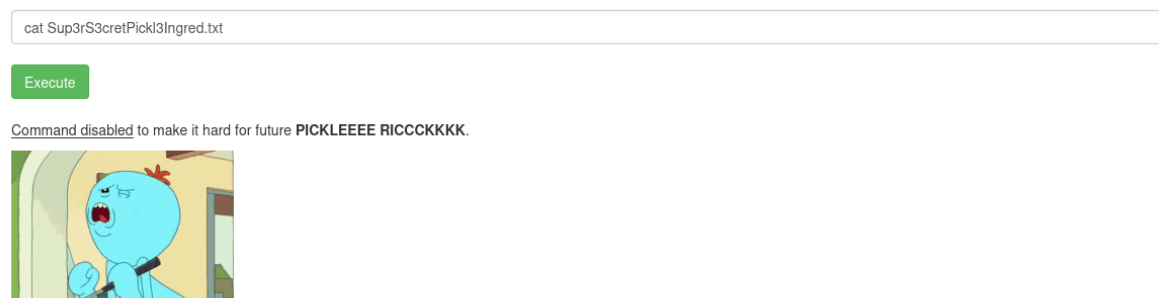 cat Sup3rS3cretPickl3Ingred.txt
Execute
Command disabled to make it hard for future PICKLEEEE RICCCKKKK.